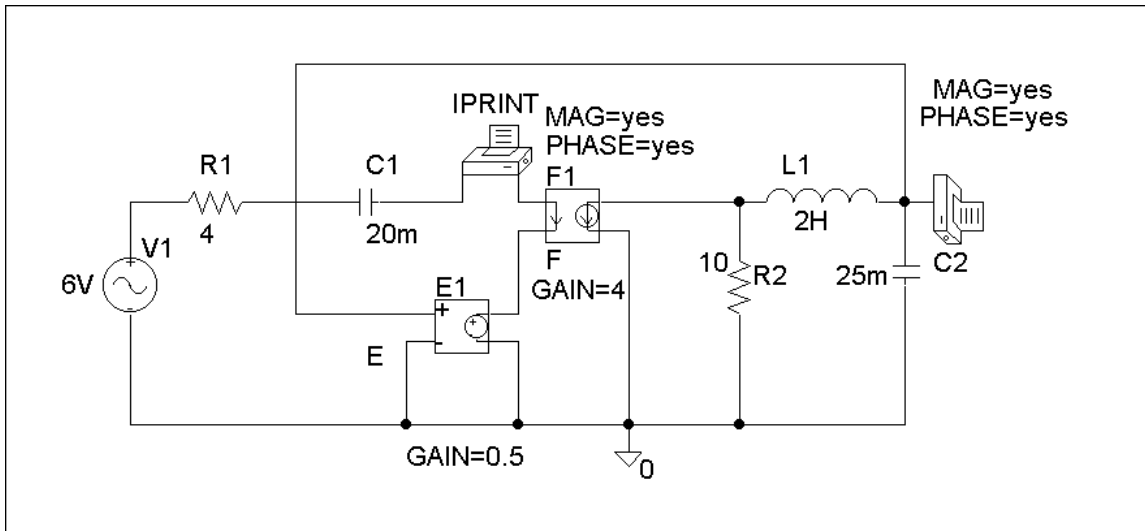 MAG=yes
PHASE=yes
IPRINT
MAG=yes
PHASE=yes
R1
C1
F1
L1
4
20m
2H
V1
6V
F
GAIN=4
10
R2
25m
C2
E1
+
-
E
GAIN=0.5
0